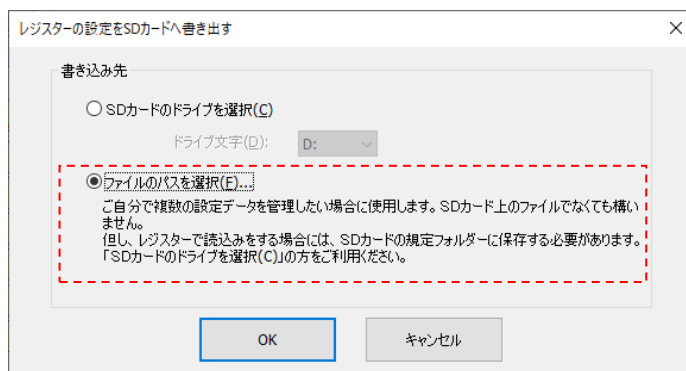 レジスターの設定をSDカードへ書き出す
書き込み先
SDカードのドライブを選択(C)
ドライブ文字(D):
D:
ファイルのパスを選択(F)...
ご自分で複数の設定データを管理したい場合に使用します。SDカード上のファイルでなくても構い
ません。
但し、レジスターで読込みをする場合には、SDカードの規定フォルダーに保存する必要があります。
「SDカードのドライブを選択(C)」の方をご利用ください。
OK
キャンセル